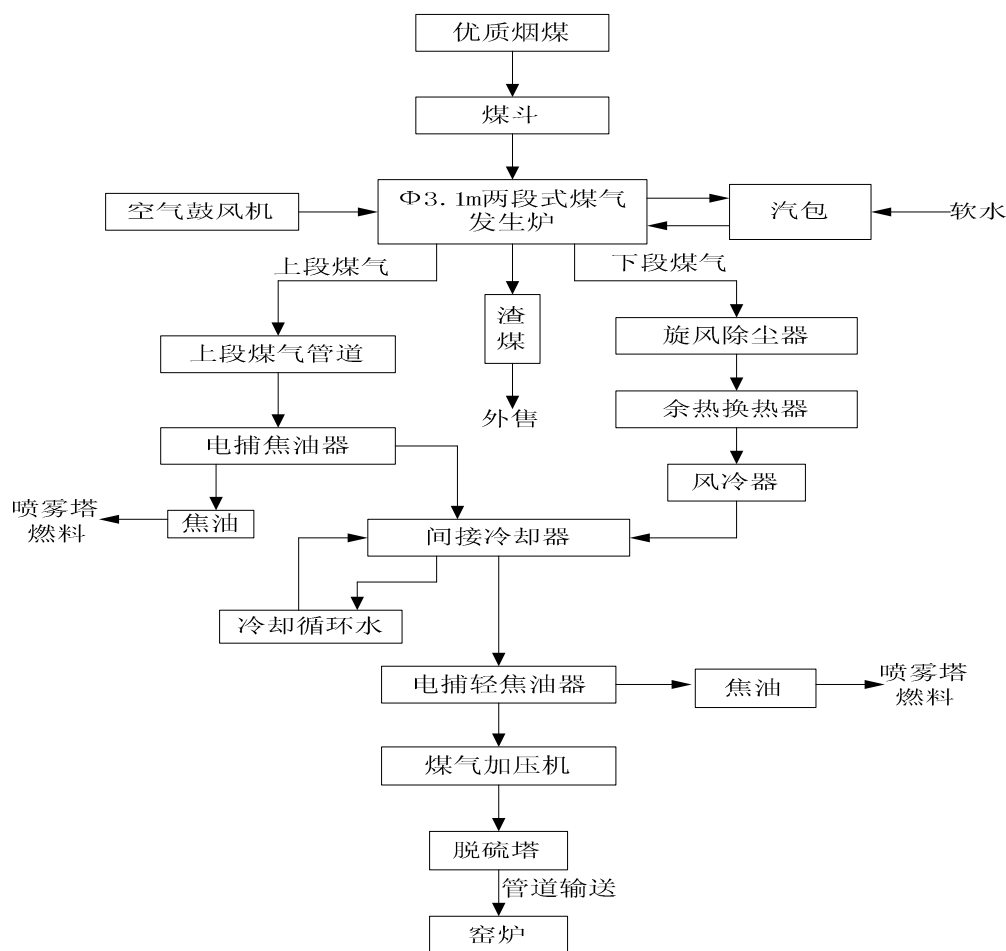 优质烟煤
煤斗
空气鼓风机
Φ3.1m两段式煤气
发生炉
汽包
软水
上段煤气
下段煤气
渣
煤
旋风除尘器
上段煤气管道
余热换热器
外售
电捕焦油器
风冷器
喷雾塔
燃料
焦油
间接冷却器
冷却循环水
电捕轻焦油器
焦油
喷雾塔
燃料
煤气加压机
脱硫塔
管道输送
窑炉